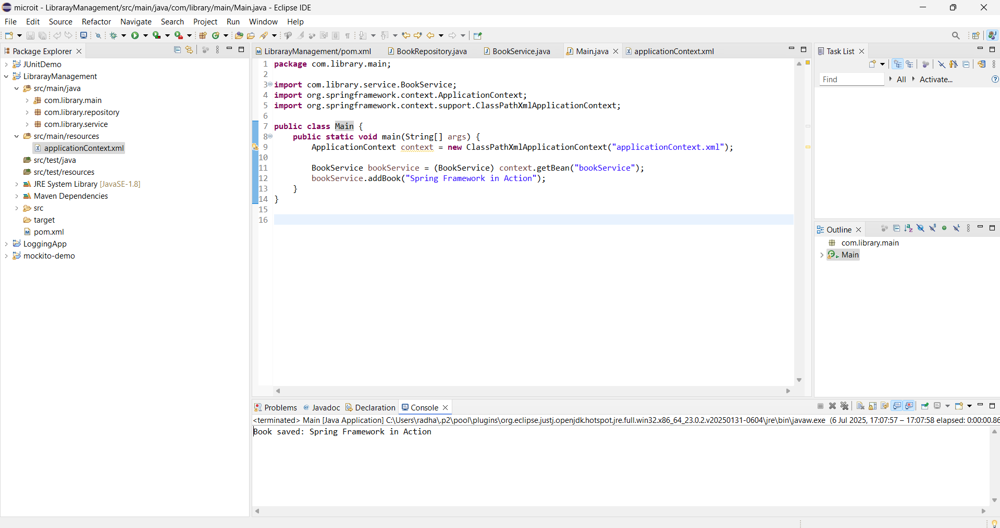 microit - LibrarayManagement/src/main/java/com/library/main/Main.java - Eclipse IDE
File Edit Source Refactor Navigate Search Project Run Window Help
Package Explorer
JUnitDemo
LibrarayManagement
src/main/java
com.library.main
com.library.repository
com.library.service
src/main/resources
applicationContext.xml
src/test/java
src/test/resources
JRE System Library [JavaSE-1.8]
Maven Dependencies
src
target
pom.xml
LoggingApp
mockito-demo
LibrarayManagement/pom.xml BookRepository.java BookService.java Main.java applicationContext.xml
1 package com.library.main;
2
3 import com.library.service.BookService;
4 import org.springframework.context.ApplicationContext;
5 import org.springframework.context.support.ClassPathXmlApplicationContext;
6
7 public class Main {
8 public static void main(String[] args) {
9 ApplicationContext context = new ClassPathXmlApplicationContext("applicationContext.xml");
10
11 BookService bookService = (BookService) context.getBean("bookService");
12 bookService.addBook("Spring Framework in Action");
13 }
14 }
15
16
Task List
Find All Activate...
Outline
com.library.main
Main
Problems Javadoc Declaration Console
<terminated> Main [Java Application] C:\Users\radha\.p2\pool\plugins\org.eclipse.justj.openjdk.hotspot.jre.full.win32.x86_64_23.0.2.v20250131-0604\jre\bin\javaw.exe (6 Jul 2025, 17:07:57 – 17:07:58 elapsed: 0:00:00.86
Book saved: Spring Framework in Action